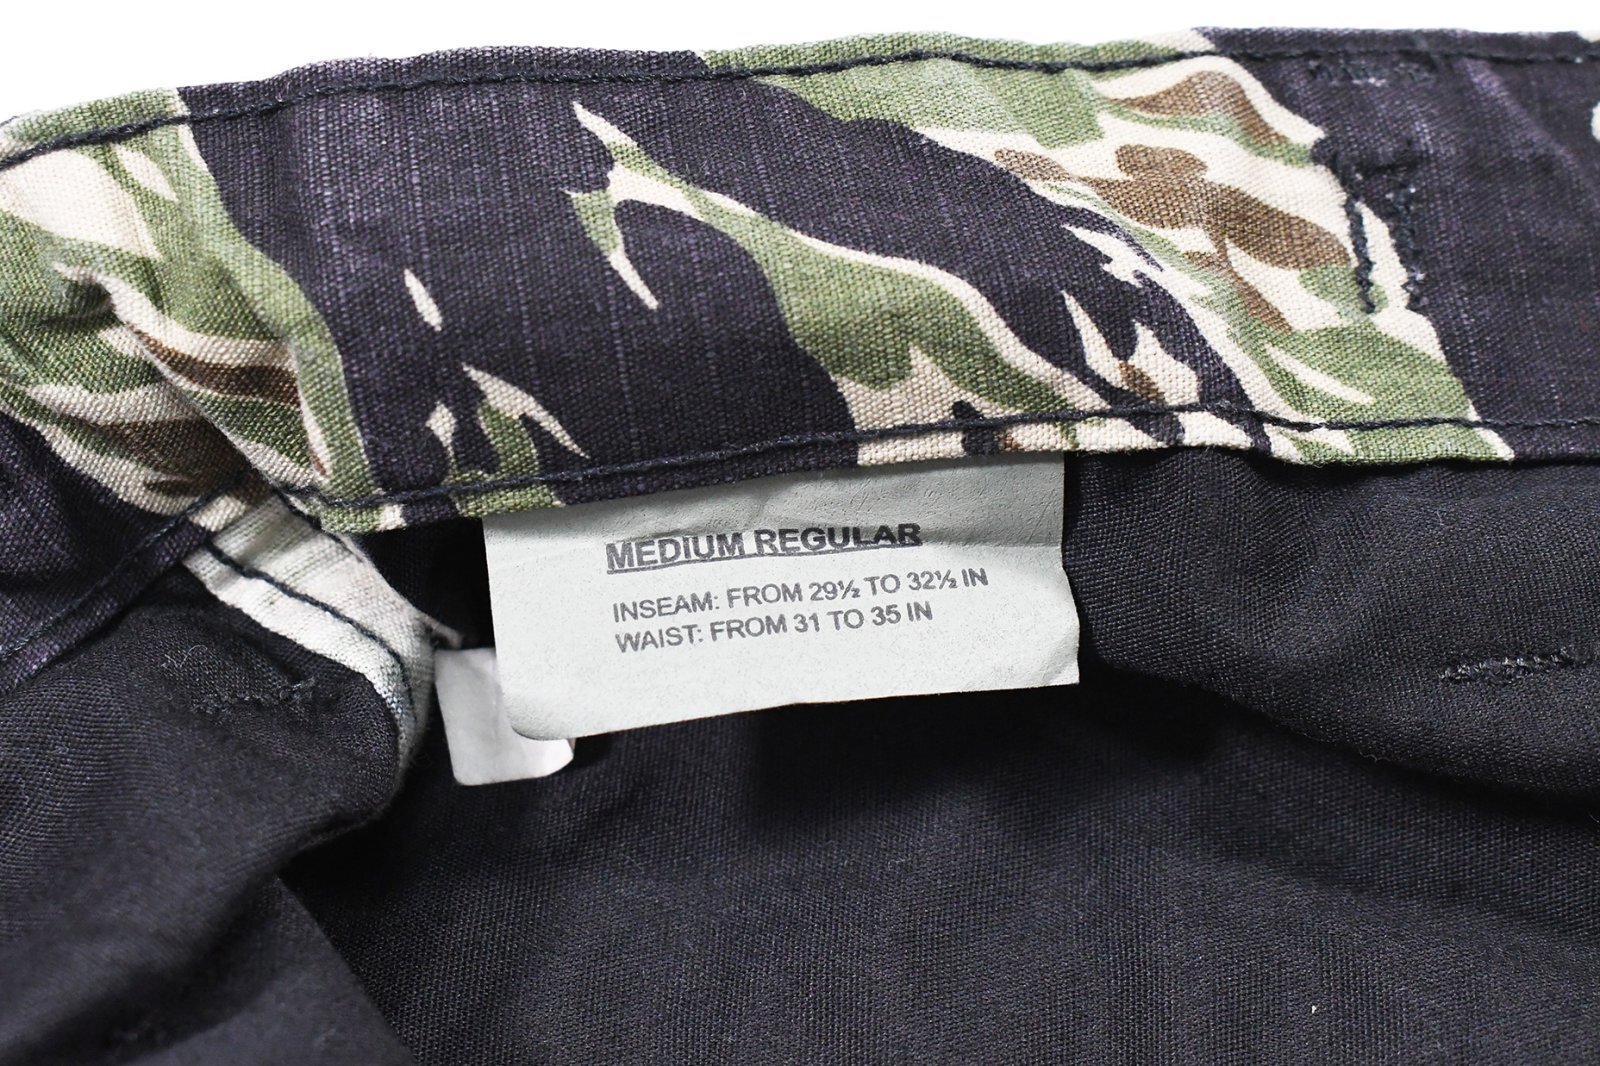 MEDIUM REGULAR
INSEAM: FROM 29½ TO 32½ IN
WAIST: FROM 31 TO 35 IN